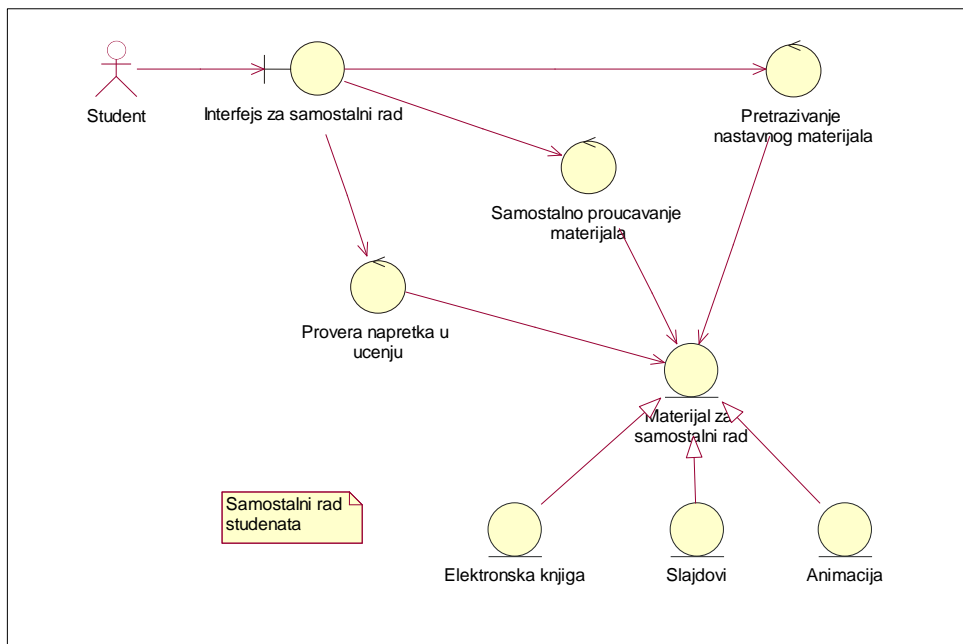 Student
Interfejs za samostalni rad
Pretrazivanje
nastavnog materijala
Samostalno proucavanje
materijala
Provera napretka u
ucenju
Materijal za
samostalni rad
Samostalni rad
studenata
Elektronska knjiga
Slajdovi
Animacija